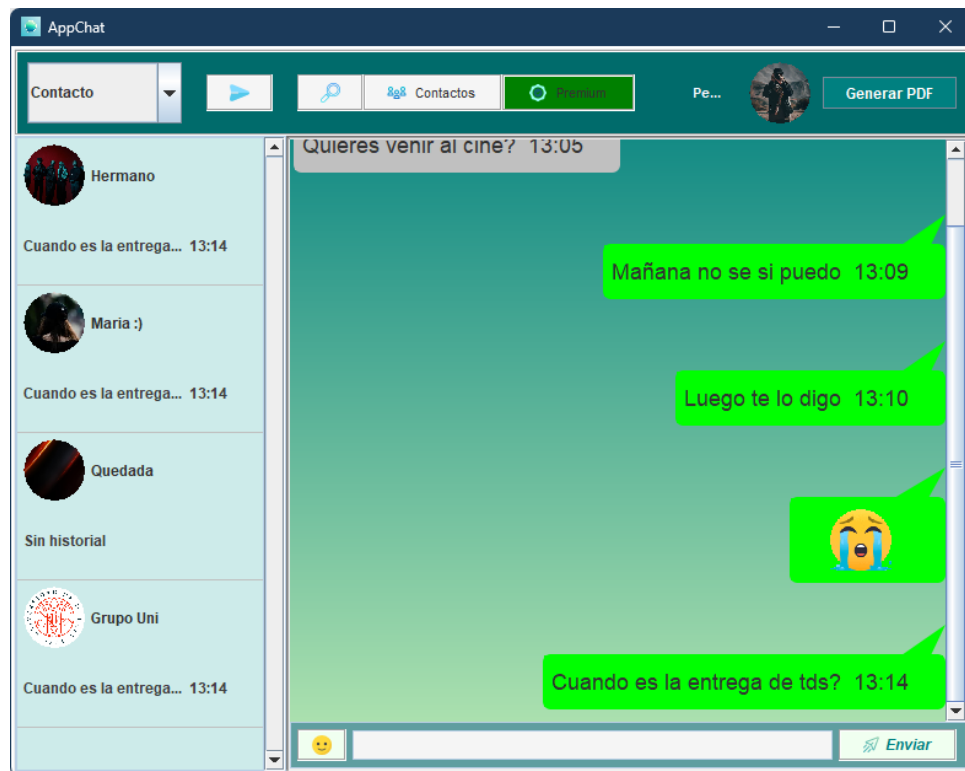 AppChat
Contacto
Contactos
Premium
Pe...
Generar PDF
Hermano
Cuando es la entrega... 13:14
Maria :)
Cuando es la entrega... 13:14
Quedada
Sin historial
Grupo Uni
Cuando es la entrega... 13:14
Quieres venir al cine? 13:05
Mañana no se si puedo 13:09
Luego te lo digo 13:10
Cuando es la entrega de tds? 13:14
Enviar